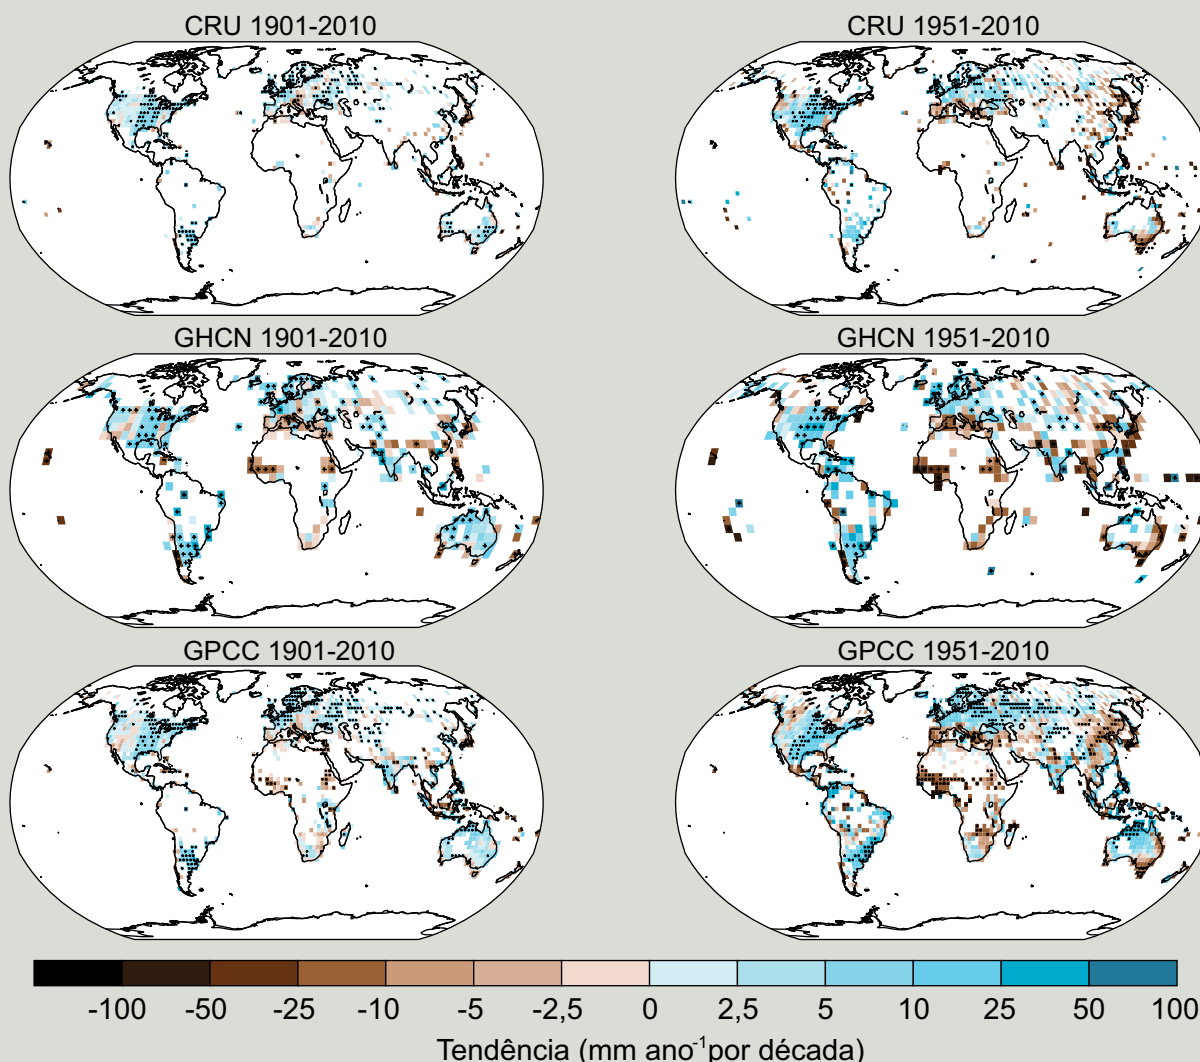 CRU 1901-2010
CRU 1951-2010
GHCN 1901-2010
GHCN 1951-2010
GPCC 1901-2010
GPCC 1951-2010
-100 -50 -25 -10 -5 -2,5 0 2,5 5 10 25 50 100
Tendência (mm ano⁻¹por década)